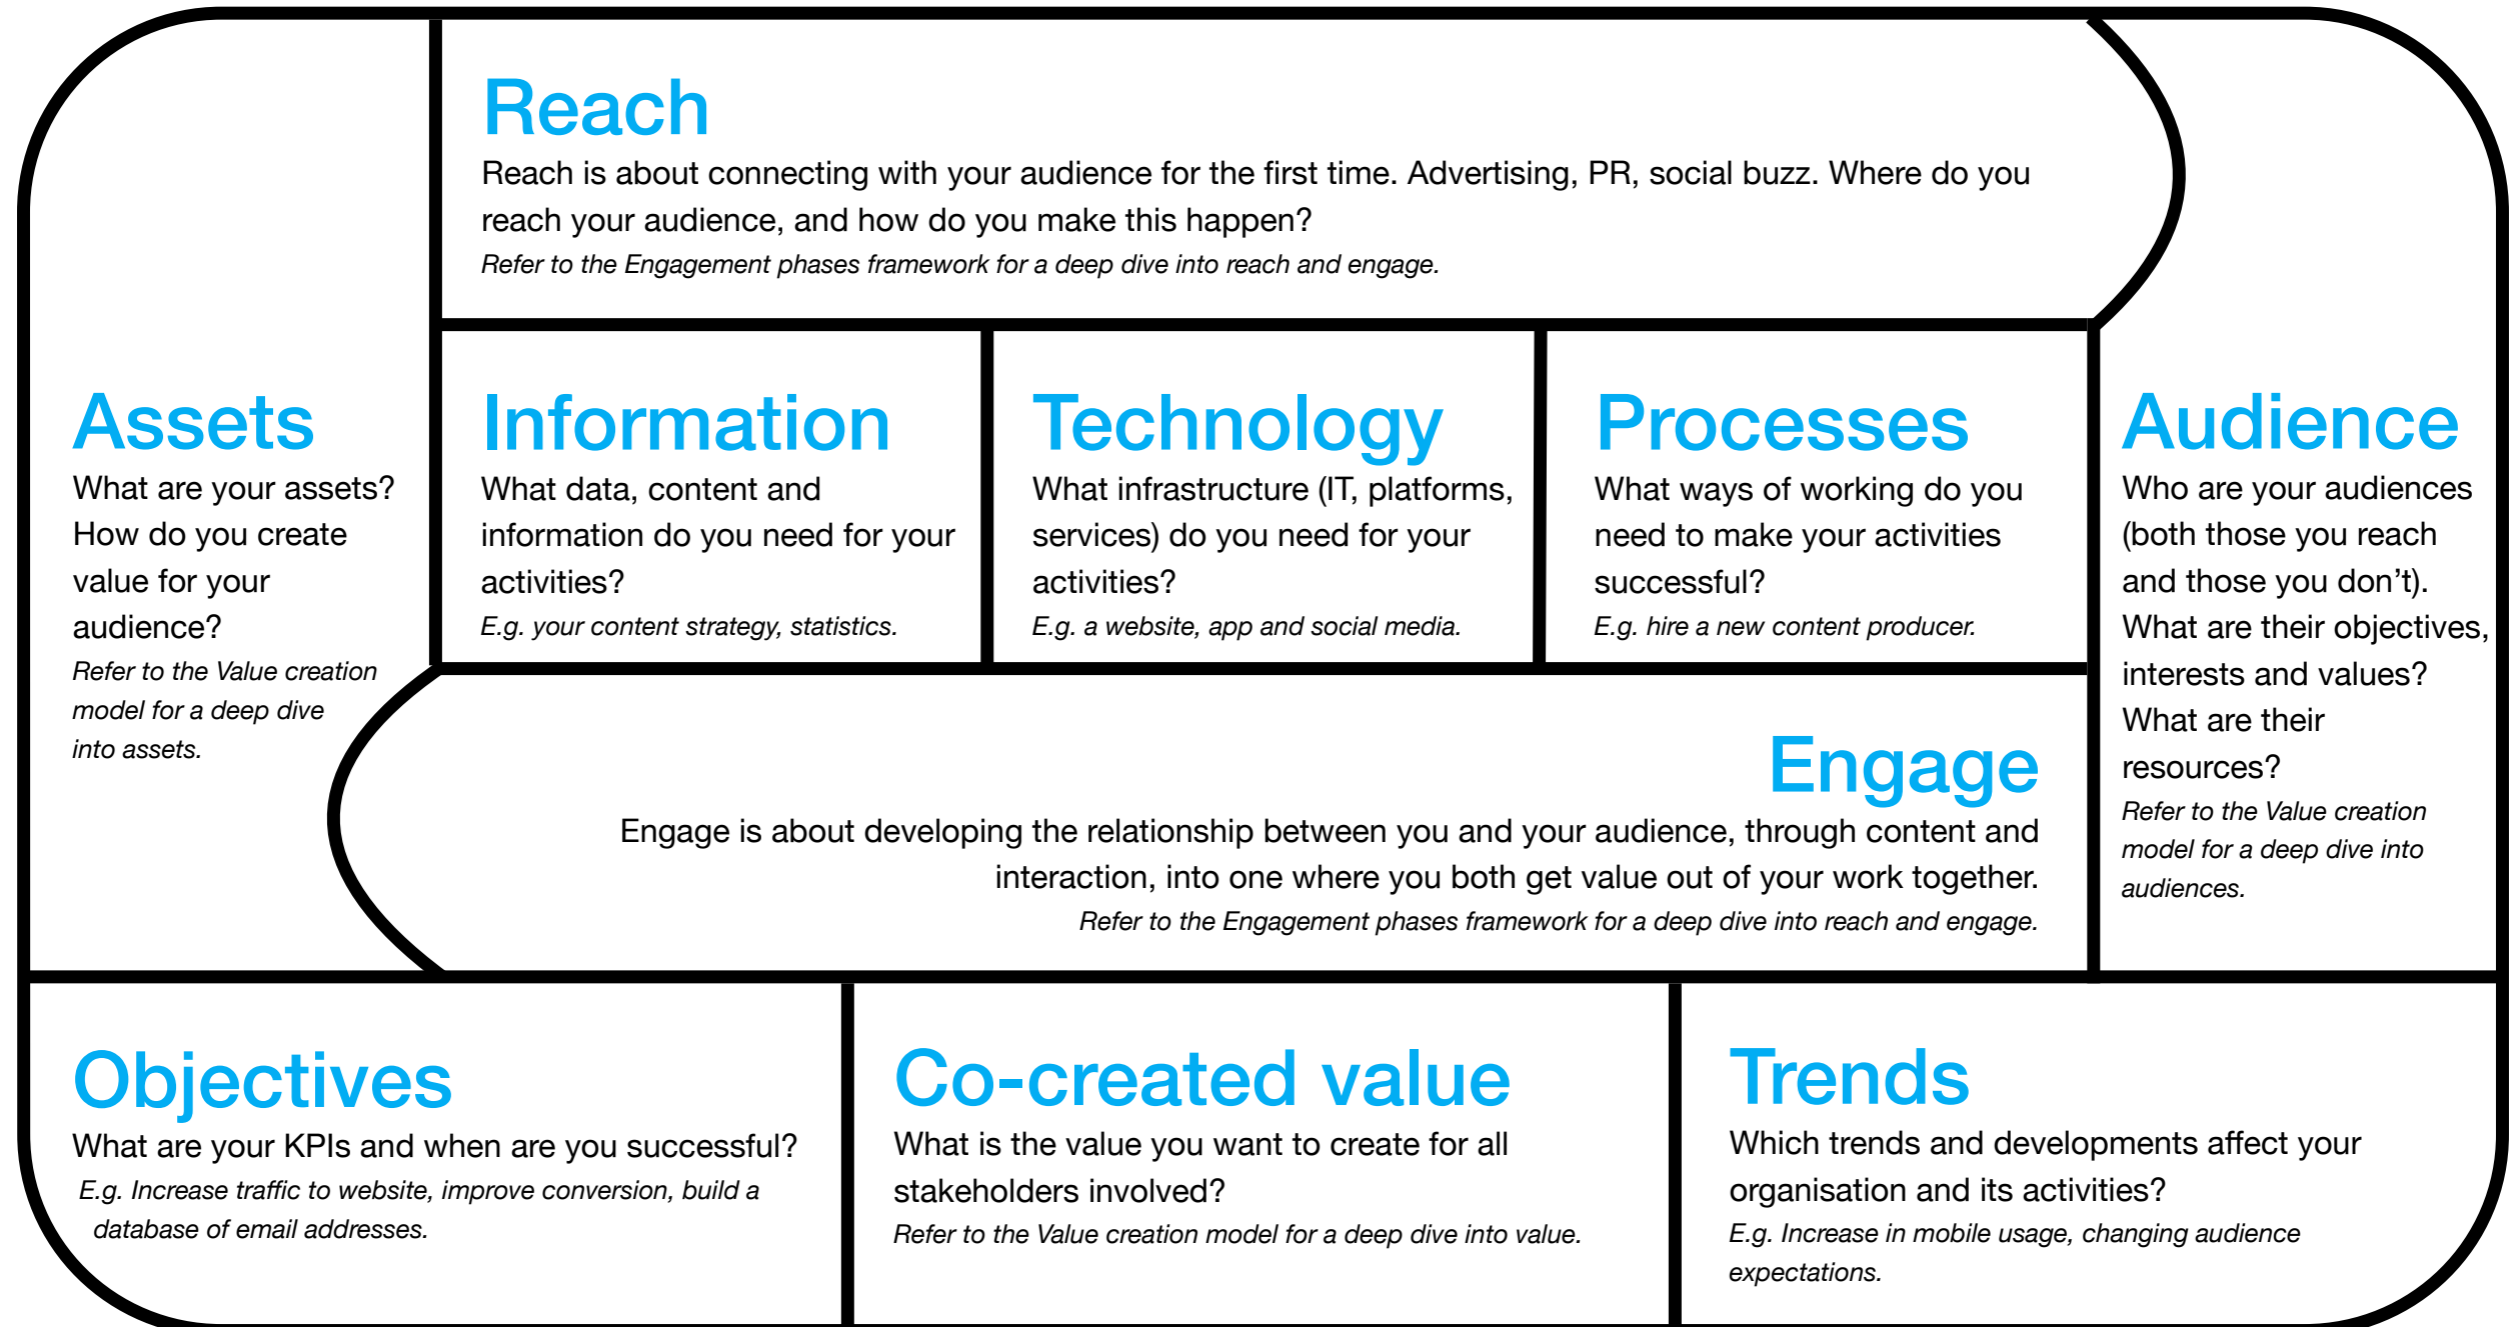 Reach
Reach is about connecting with your audience for the first time. Advertising, PR, social buzz. Where do you
reach your audience, and how do you make this happen?
Refer to the Engagement phases framework for a deep dive into reach and engage.
Assets
What are your assets?
How do you create
value for your
audience?
Refer to the Value creation
model for a deep dive
into assets.
Information
What data, content and
information do you need for your
activities?
E.g. your content strategy, statistics.
Technology
What infrastructure (IT, platforms,
services) do you need for your
activities?
E.g. a website, app and social media.
Processes
What ways of working do you
need to make your activities
successful?
E.g. hire a new content producer.
Audience
Who are your audiences
(both those you reach
and those you don’t).
What are their objectives,
interests and values?
What are their
resources?
Refer to the Value creation
model for a deep dive into
audiences.
Engage
Engage is about developing the relationship between you and your audience, through content and
interaction, into one where you both get value out of your work together.
Refer to the Engagement phases framework for a deep dive into reach and engage.
Objectives
What are your KPIs and when are you successful?
E.g. Increase traffic to website, improve conversion, build a
database of email addresses.
Co-created value
What is the value you want to create for all
stakeholders involved?
Refer to the Value creation model for a deep dive into value.
Trends
Which trends and developments affect your
organisation and its activities?
E.g. Increase in mobile usage, changing audience
expectations.